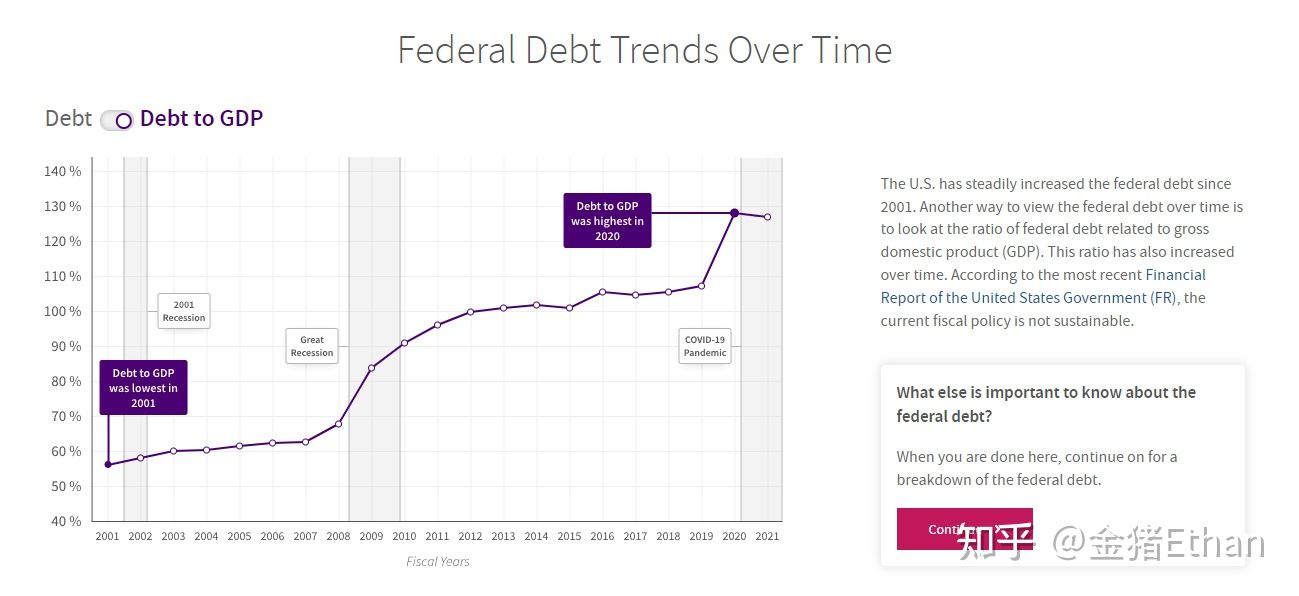 Federal Debt Trends Over Time
Debt Debt to GDP
140 %
130 %
120 %
110 %
100 %
90 %
80 %
70 %
60 %
50 %
40 %
Debt to GDP
was highest in
2020
2001
Recession
Great
Recession
COVID-19
Pandemic
Debt to GDP
was lowest in
2001
2001 2002 2003 2004 2005 2006 2007 2008 2009 2010 2011 2012 2013 2014 2015 2016 2017 2018 2019 2020 2021
Fiscal Years
The U.S. has steadily increased the federal debt since
2001. Another way to view the federal debt over time is
to look at the ratio of federal debt related to gross
domestic product (GDP). This ratio has also increased
over time. According to the most recent Financial
Report of the United States Government (FR), the
current fiscal policy is not sustainable.
What else is important to know about the
federal debt?
When you are done here, continue on for a
breakdown of the federal debt.
知乎 @金猪Ethan